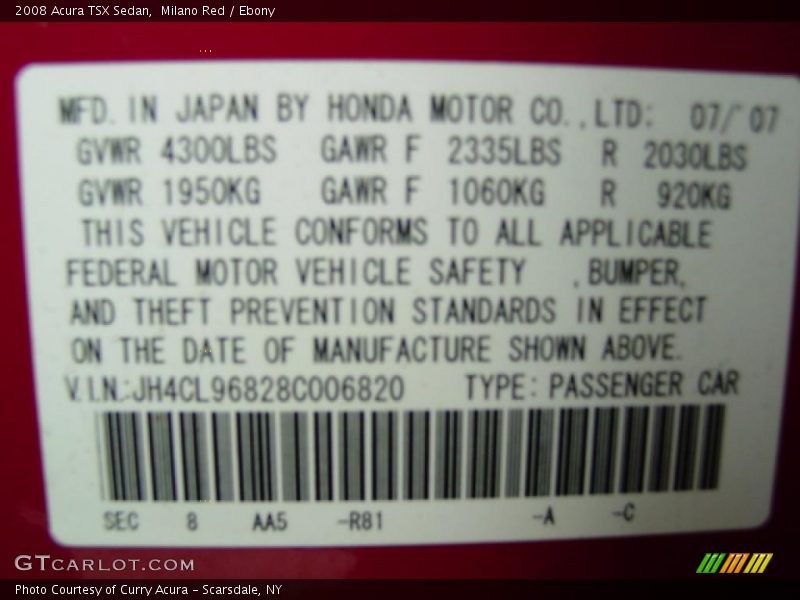 2008 Acura TSX Sedan,  Milano Red / Ebony
MFD. IN JAPAN BY HONDA MOTOR CO.,LTD: 07/'07
GVWR 4300LBS GAWR F 2335LBS R 2030LBS
GVWR 1950KG GAWR F 1060KG R 920KG
THIS VEHICLE CONFORMS TO ALL APPLICABLE
FEDERAL MOTOR VEHICLE SAFETY ,BUMPER,
AND THEFT PREVENTION STANDARDS IN EFFECT
ON THE DATE OF MANUFACTURE SHOWN ABOVE.
V.I.N.:JH4CL96828C006820 TYPE: PASSENGER CAR
SEC 8 AA5 -R81 -A -C
GTCARLOT.COM
Photo Courtesy of Curry Acura - Scarsdale, NY